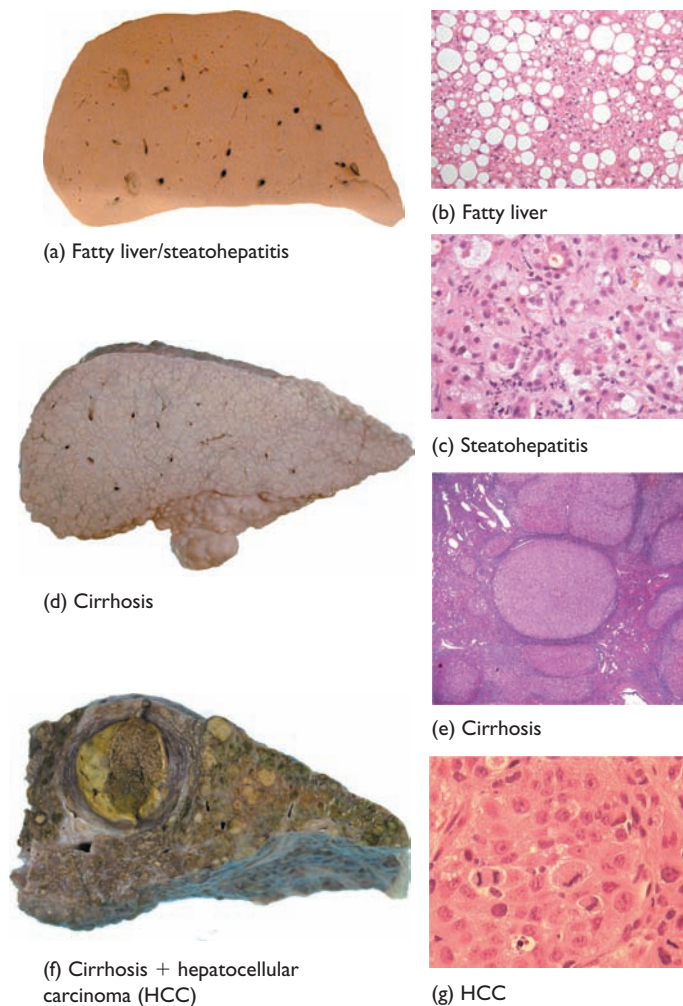 (a) Fatty liver/steatohepatitis
(b) Fatty liver
(c) Steatohepatitis
(d) Cirrhosis
(e) Cirrhosis
(f) Cirrhosis + hepatocellular
carcinoma (HCC)
(g) HCC